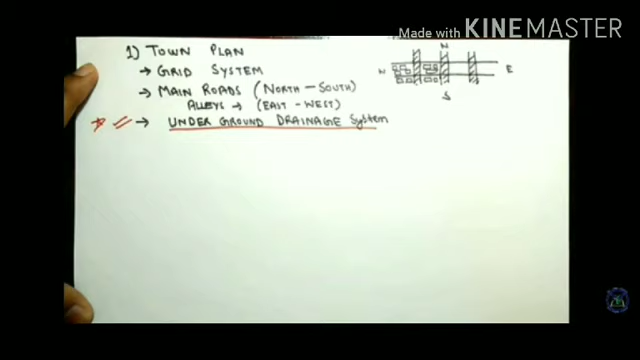 Made with KINEMASTER
1) TOWN PLAN
→ GRID SYSTEM
→ MAIN ROADS (NORTH - SOUTH)
ALLEYS → (EAST - WEST)
→ UNDER GROUND DRAINAGE System
N
W
E
S